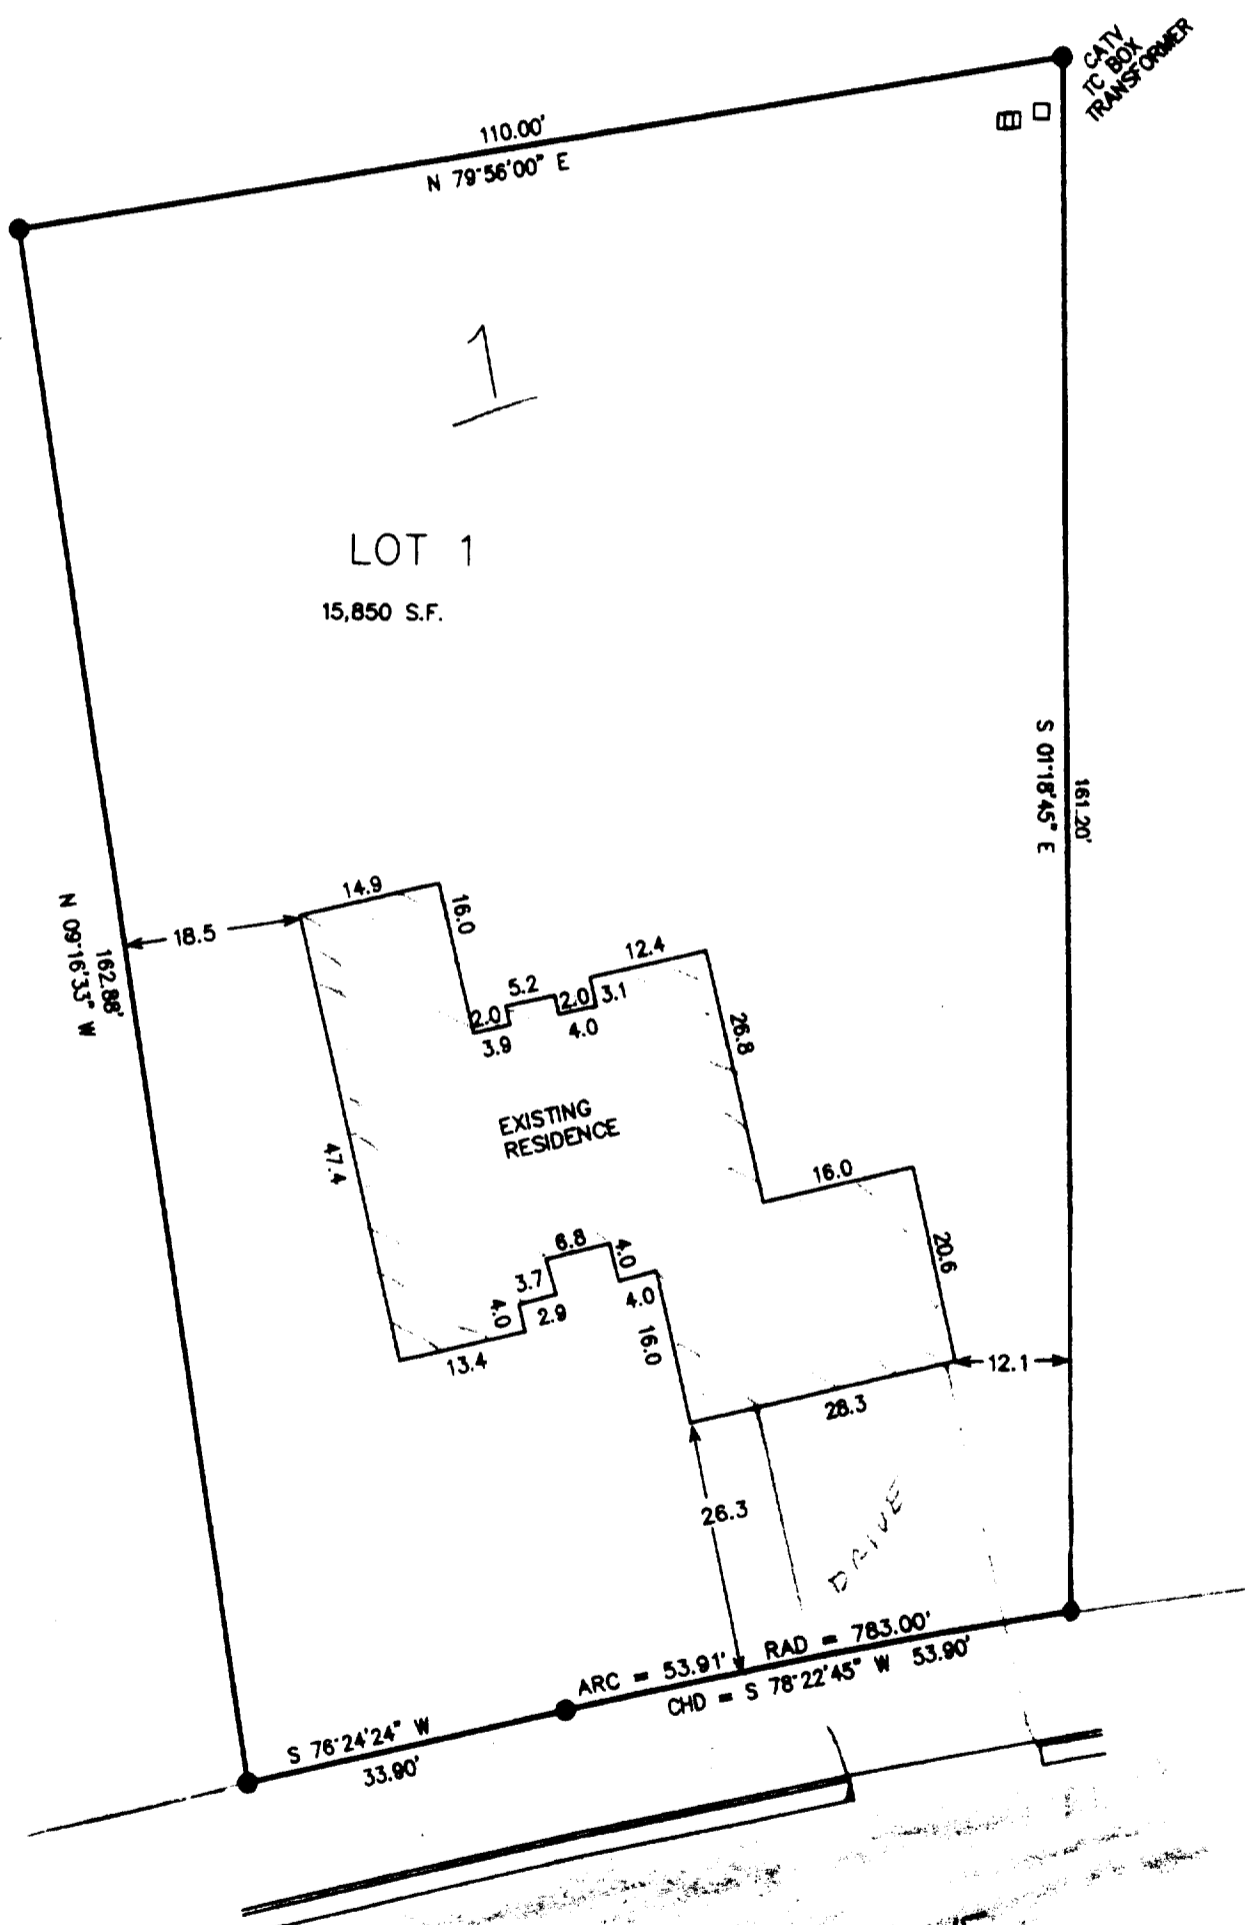 CATV
TC BOX
TRANSFORMER
110.00'
N 79°56'00" E
1
LOT 1
15,850 S.F.
S 01°18'45" E
161.20'
N 09°16'33" W
162.88'
18.5
14.9
16.0
2.0
3.9
5.2
2.0
4.0
3.1
12.4
26.8
16.0
20.6
12.1
47.4
EXISTING
RESIDENCE
13.4
4.0
2.9
3.7
6.8
4.0
4.0
16.0
28.3
26.3
DRIVE
ARC = 53.91' RAD = 783.00'
CHD = S 78°22'45" W 53.90'
S 76°24'24" W
33.90'